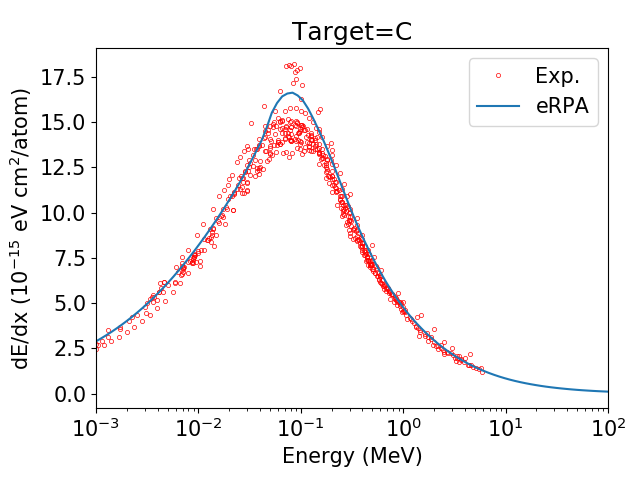 Target=C
Exp.
eRPA
17.5
15.0
12.5
10.0
7.5
5.0
2.5
0.0
dE/dx (10⁻¹⁵ eV cm²/atom)
10⁻³ 10⁻² 10⁻¹ 10⁰ 10¹ 10²
Energy (MeV)